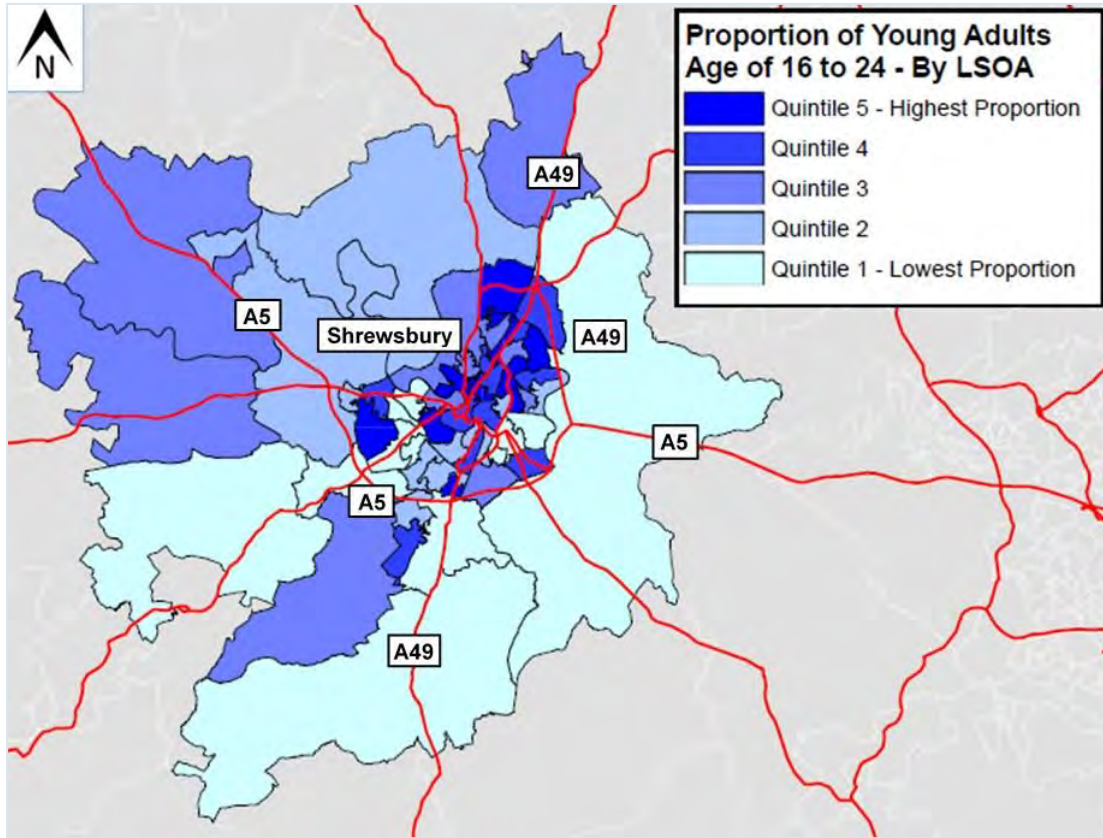 N
Proportion of Young Adults
Age of 16 to 24 - By LSOA
Quintile 5 - Highest Proportion
Quintile 4
Quintile 3
Quintile 2
Quintile 1 - Lowest Proportion
A49
A5
Shrewsbury
A49
A5
A5
A49